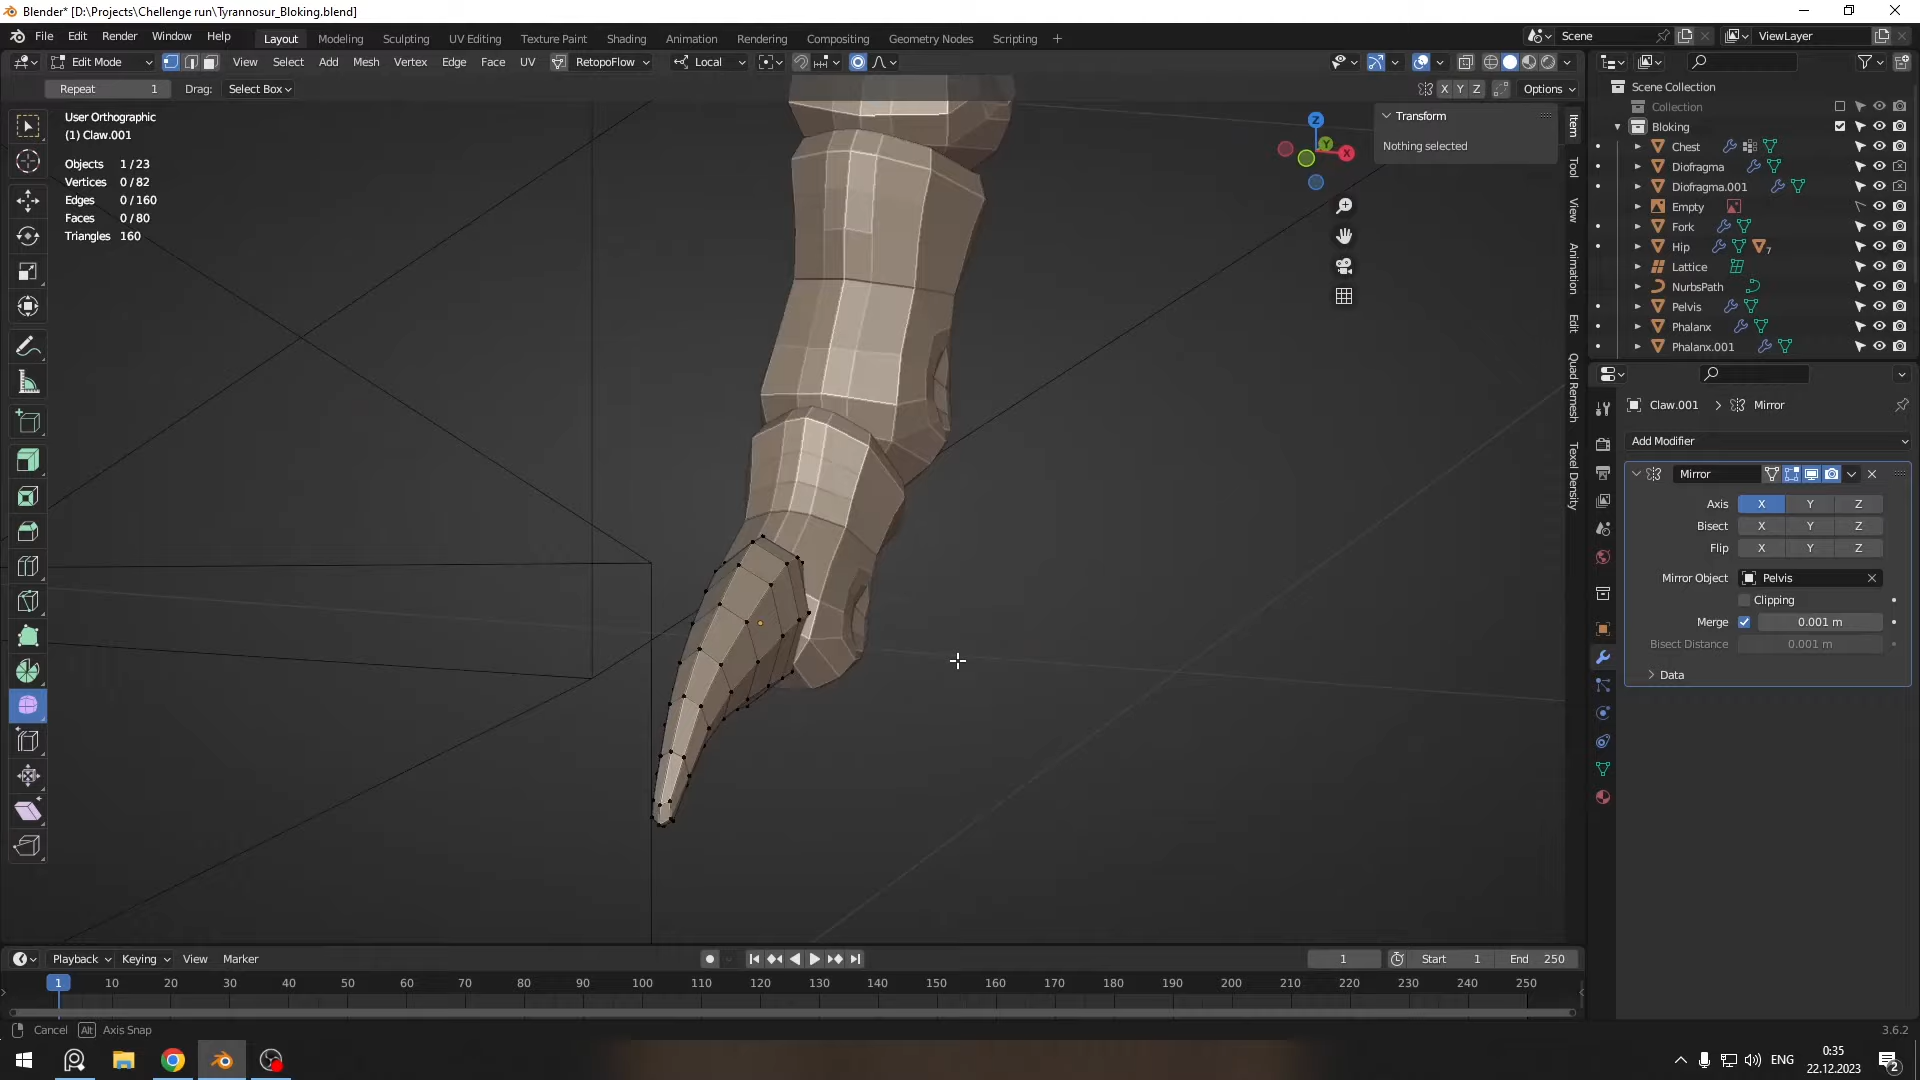 Blender* [D:\Projects\Chellenge run\Tyrannosur_Bloking.blend]
File Edit Render Window Help
Layout Modeling Sculpting UV Editing Texture Paint Shading Animation Rendering Compositing Geometry Nodes Scripting +
Scene
ViewLayer
Edit Mode View Select Add Mesh Vertex Edge Face UV RetopoFlow Local
Repeat 1 Drag: Select Box
X Y Z Options
User Orthographic
(1) Claw.001
Objects 1/23
Vertices 0/82
Edges 0/160
Faces 0/80
Triangles 160
Transform
Nothing selected
Z
Y
X
Item
Tool
View
Animation
Edit
Quad Remesh
Texel Density
Scene Collection
Collection
Bloking
Chest
Diofragma
Diofragma.001
Empty
Fork
Hip
7
Lattice
NurbsPath
Pelvis
Phalanx
Phalanx.001
Claw.001 > Mirror
Add Modifier
Mirror
Axis X Y Z
Bisect X Y Z
Flip X Y Z
Mirror Object Pelvis
Clipping
Merge 0.001 m
Bisect Distance 0.001 m
Data
Playback Keying View Marker
1 Start 1 End 250
1 10 20 30 40 50 60 70 80 90 100 110 120 130 140 150 160 170 180 190 200 210 220 230 240 250
Cancel Alt Axis Snap
3.6.2
ENG
0:35
22.12.2023
2